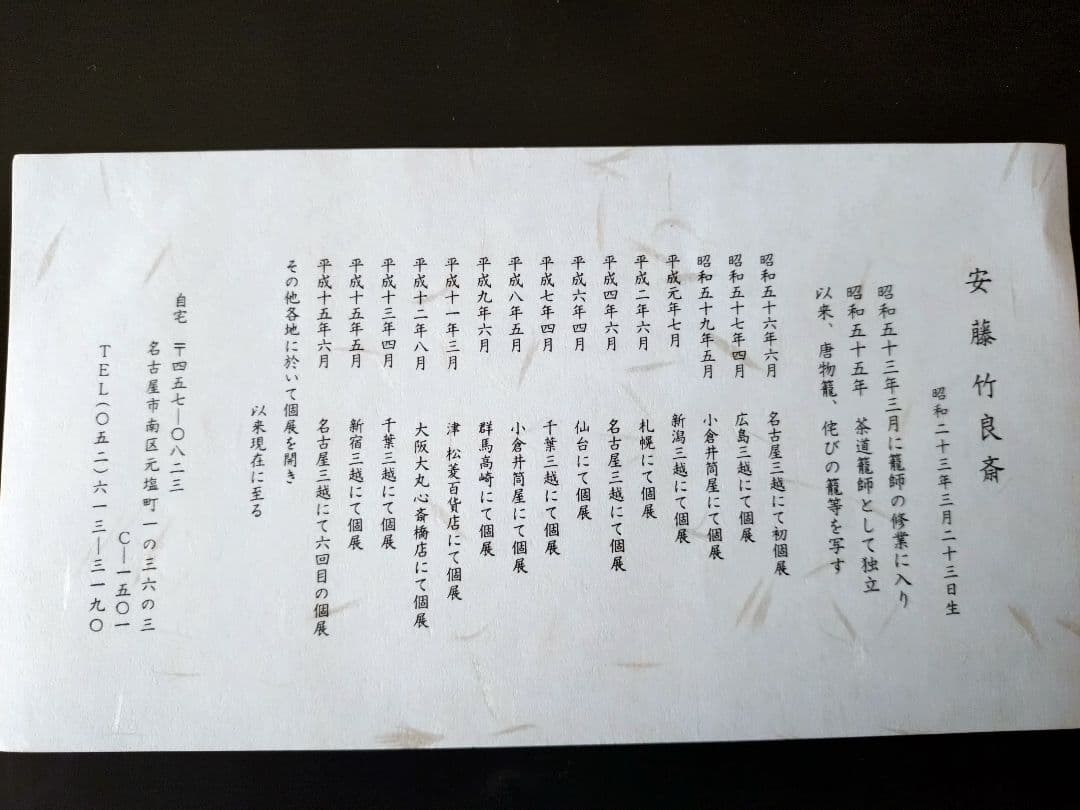 安藤竹良斎
昭和二十三年三月二十三日生
昭和五十三年三月に籠師の修業に入り
昭和五十五年　茶道籠師として独立
以来、唐物籠、侘びの籠等を写す
昭和五十六年六月　名古屋三越にて初個展
昭和五十七年四月　広島三越にて個展
昭和五十九年五月　小倉井筒屋にて個展
平成元年七月　新潟三越にて個展
平成二年六月　札幌にて個展
平成四年六月　名古屋三越にて個展
平成六年四月　仙台にて個展
平成七年四月　千葉三越にて個展
平成八年五月　小倉井筒屋にて個展
平成九年六月　群馬高崎にて個展
平成十一年三月　津　松菱百貨店にて個展
平成十二年八月　大阪大丸心斎橋店にて個展
平成十三年四月　千葉三越にて個展
平成十五年五月　新宿三越にて個展
平成十五年六月　名古屋三越にて六回目の個展
その他各地に於いて個展を開き
以来現在に至る
自宅　〒四五七―〇八二三
名古屋市南区元塩町一の三六の三
C―一五〇一
TEL(〇五二)六一三―三一九〇